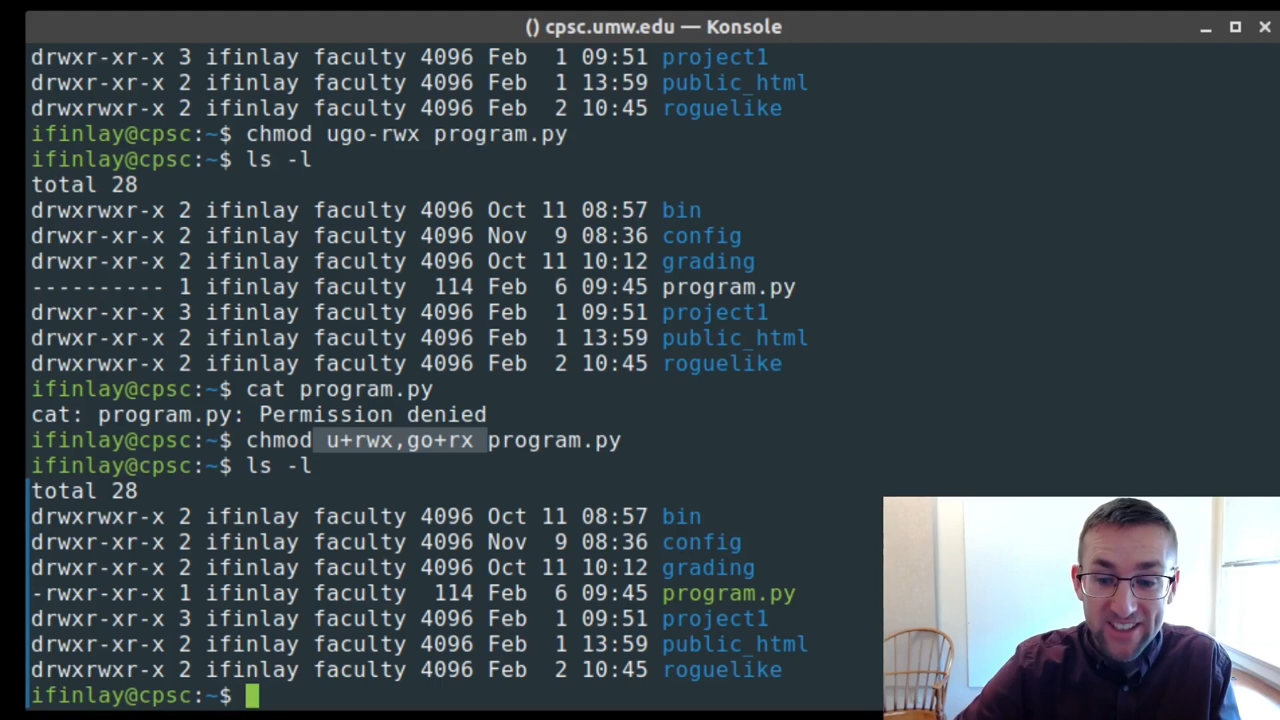 () cpsc.umw.edu — Konsole
drwxr-xr-x 3 ifinlay faculty 4096 Feb  1 09:51 project1
drwxr-xr-x 2 ifinlay faculty 4096 Feb  1 13:59 public_html
drwxrwxr-x 2 ifinlay faculty 4096 Feb  2 10:45 roguelike
ifinlay@cpsc:~$ chmod ugo-rwx program.py
ifinlay@cpsc:~$ ls -l
total 28
drwxrwxr-x 2 ifinlay faculty 4096 Oct 11 08:57 bin
drwxr-xr-x 2 ifinlay faculty 4096 Nov  9 08:36 config
drwxr-xr-x 2 ifinlay faculty 4096 Oct 11 10:12 grading
---------- 1 ifinlay faculty  114 Feb  6 09:45 program.py
drwxr-xr-x 3 ifinlay faculty 4096 Feb  1 09:51 project1
drwxr-xr-x 2 ifinlay faculty 4096 Feb  1 13:59 public_html
drwxrwxr-x 2 ifinlay faculty 4096 Feb  2 10:45 roguelike
ifinlay@cpsc:~$ cat program.py
cat: program.py: Permission denied
ifinlay@cpsc:~$ chmod u+rwx,go+rx program.py
ifinlay@cpsc:~$ ls -l
total 28
drwxrwxr-x 2 ifinlay faculty 4096 Oct 11 08:57 bin
drwxr-xr-x 2 ifinlay faculty 4096 Nov  9 08:36 config
drwxr-xr-x 2 ifinlay faculty 4096 Oct 11 10:12 grading
-rwxr-xr-x 1 ifinlay faculty  114 Feb  6 09:45 program.py
drwxr-xr-x 3 ifinlay faculty 4096 Feb  1 09:51 project1
drwxr-xr-x 2 ifinlay faculty 4096 Feb  1 13:59 public_html
drwxrwxr-x 2 ifinlay faculty 4096 Feb  2 10:45 roguelike
ifinlay@cpsc:~$